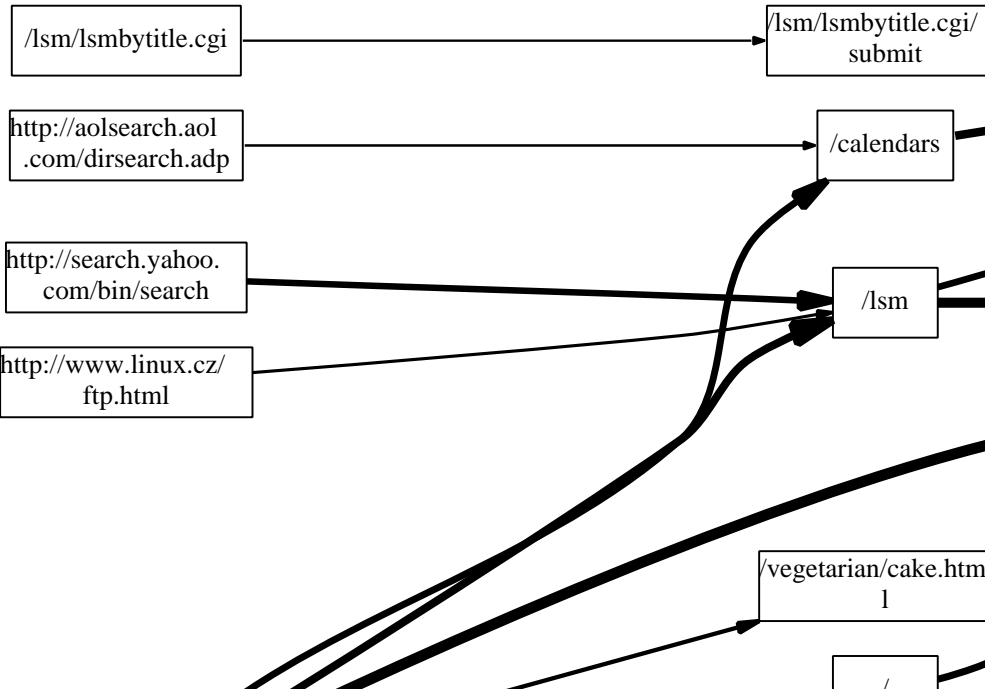 /lsm/lsmbytitle.cgi
/lsm/lsmbytitle.cgi/
submit
http://aolsearch.aol
.com/dirsearch.adp
/calendars
http://search.yahoo.
com/bin/search
/lsm
http://www.linux.cz/
ftp.html
/vegetarian/cake.htm
l
/